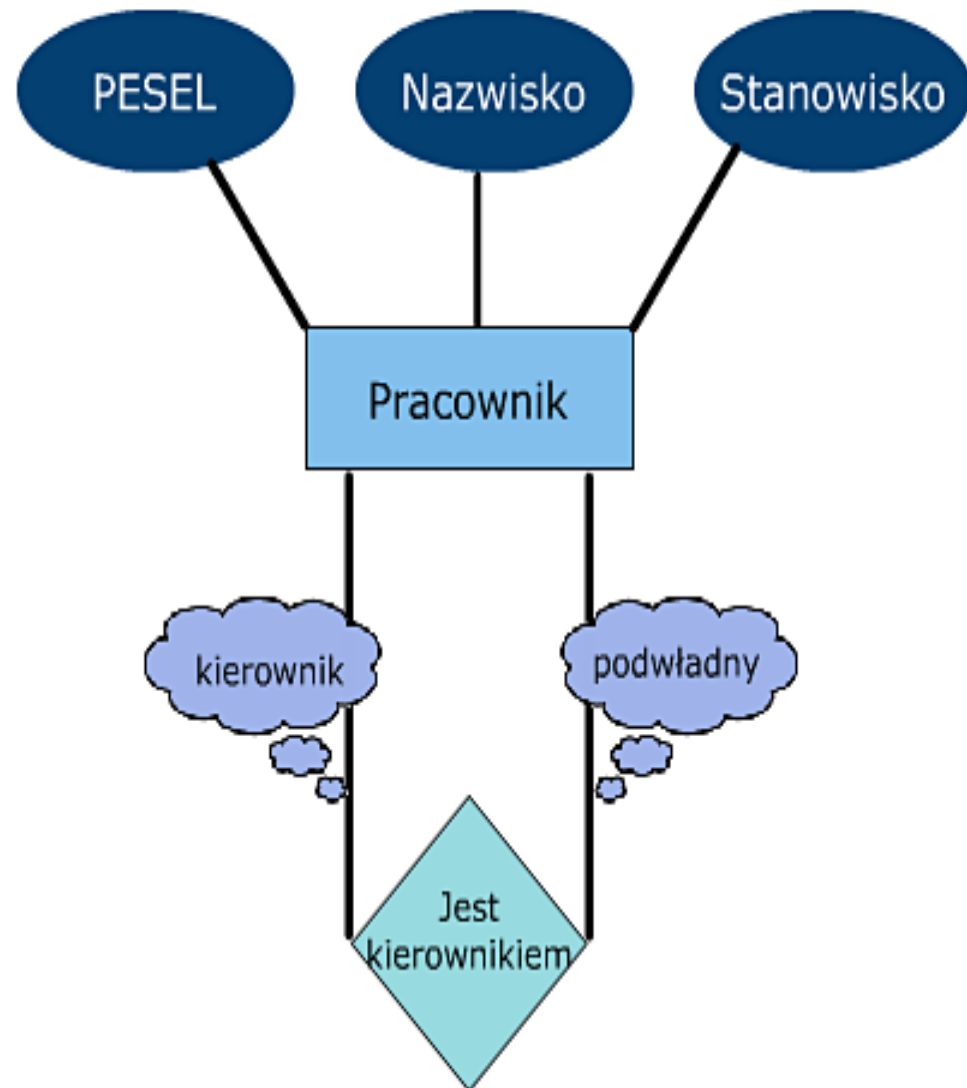 PESEL
Nazwisko
Stanowisko
Pracownik
kierownik
podwładny
Jest
kierownikiem